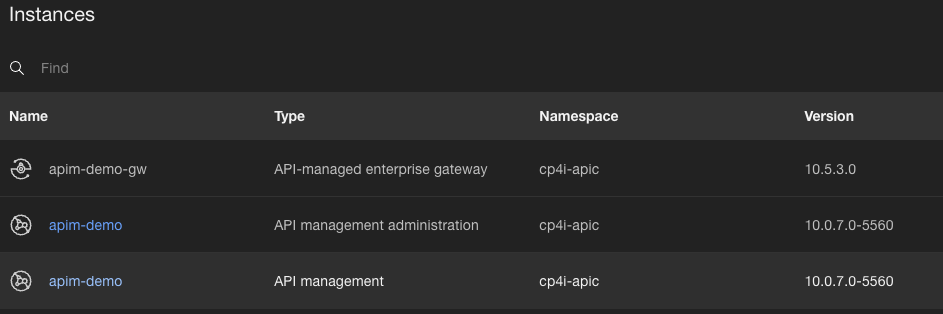 Instances
Find
Name Type Namespace Version
apim-demo-gw API-managed enterprise gateway cp4i-apic 10.5.3.0
apim-demo API management administration cp4i-apic 10.0.7.0-5560
apim-demo API management cp4i-apic 10.0.7.0-5560